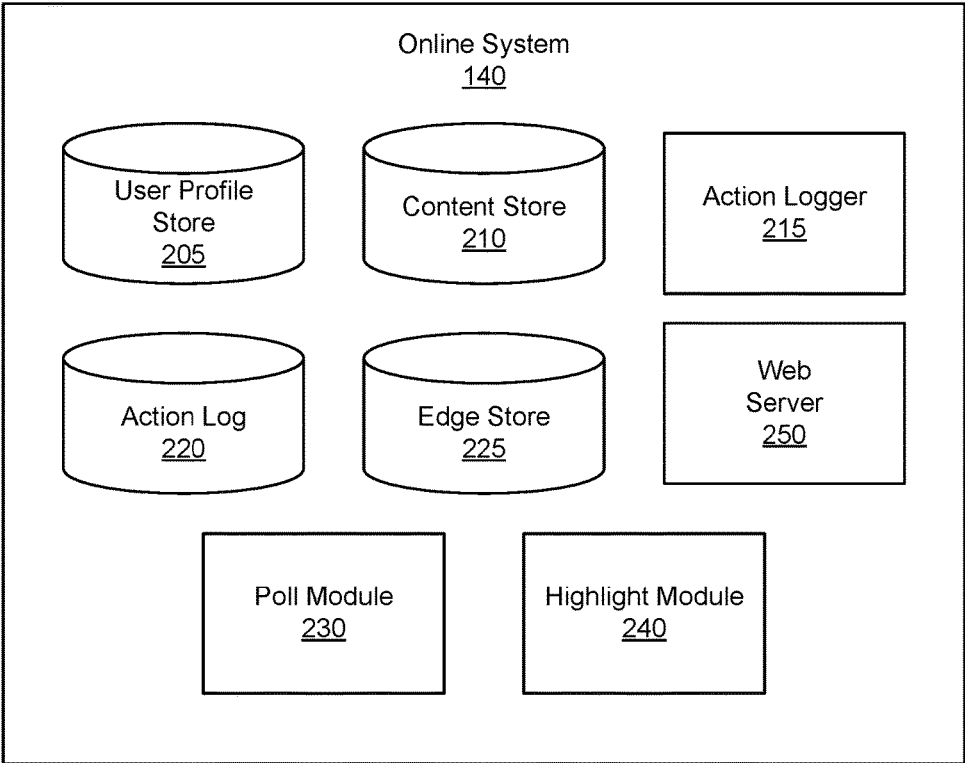 Online System
140
User Profile
Store
205
Content Store
210
Action Logger
215
Action Log
220
Edge Store
225
Web
Server
250
Poll Module
230
Highlight Module
240